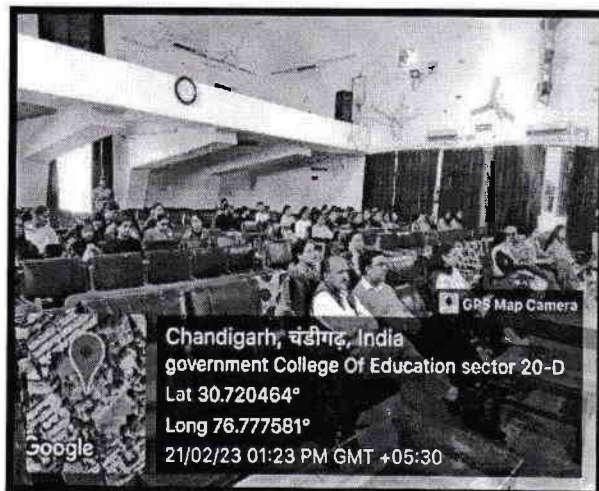 GPS Map Camera
Chandigarh, चंडीगढ़, India
government College Of Education sector 20-D
Lat 30.720464°
Long 76.777581°
21/02/23 01:23 PM GMT +05:30
Google